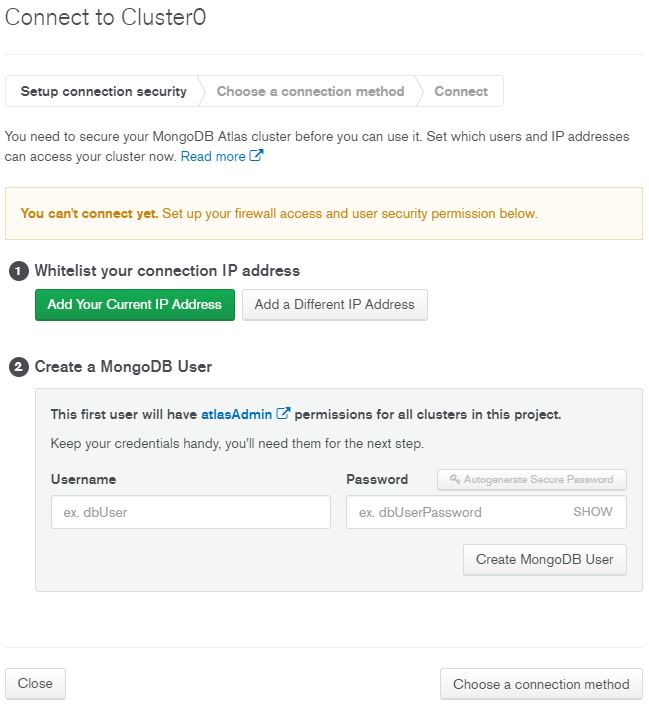 Connect to Cluster0
Setup connection security
Choose a connection method
Connect
You need to secure your MongoDB Atlas cluster before you can use it. Set which users and IP addresses
can access your cluster now. Read more
You can't connect yet. Set up your firewall access and user security permission below.
1 Whitelist your connection IP address
Add Your Current IP Address
Add a Different IP Address
2 Create a MongoDB User
This first user will have atlasAdmin permissions for all clusters in this project.
Keep your credentials handy, you'll need them for the next step.
Username
Password
Autogenerate Secure Password
ex. dbUser
ex. dbUserPassword
SHOW
Create MongoDB User
Close
Choose a connection method